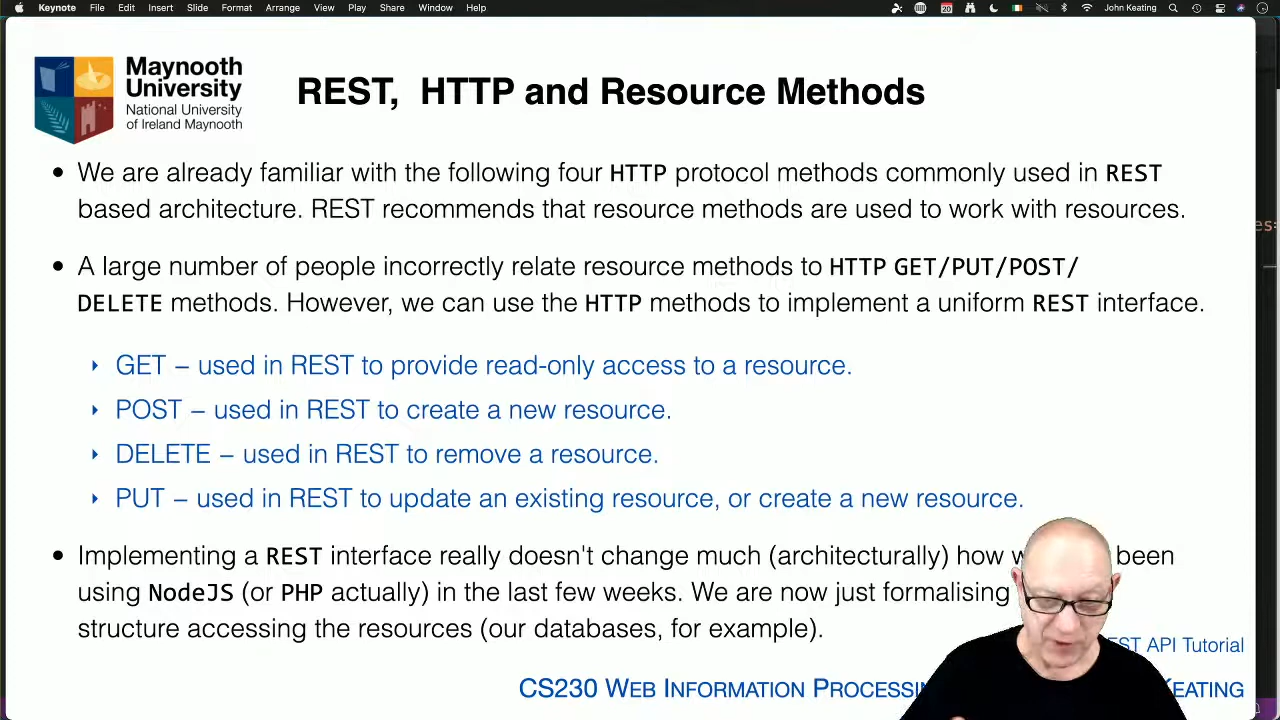 Keynote File Edit Insert Slide Format Arrange View Play Share Window Help 20 John Keating
Maynooth
University
National University
of Ireland Maynooth
REST, HTTP and Resource Methods
• We are already familiar with the following four HTTP protocol methods commonly used in REST
based architecture. REST recommends that resource methods are used to work with resources.
• A large number of people incorrectly relate resource methods to HTTP GET/PUT/POST/
DELETE methods. However, we can use the HTTP methods to implement a uniform REST interface.
‣ GET – used in REST to provide read-only access to a resource.
‣ POST – used in REST to create a new resource.
‣ DELETE – used in REST to remove a resource.
‣ PUT – used in REST to update an existing resource, or create a new resource.
• Implementing a REST interface really doesn't change much (architecturally) how been
using NodeJS (or PHP actually) in the last few weeks. We are now just formalising
structure accessing the resources (our databases, for example).
API Tutorial
CS230 WEB INFORMATION